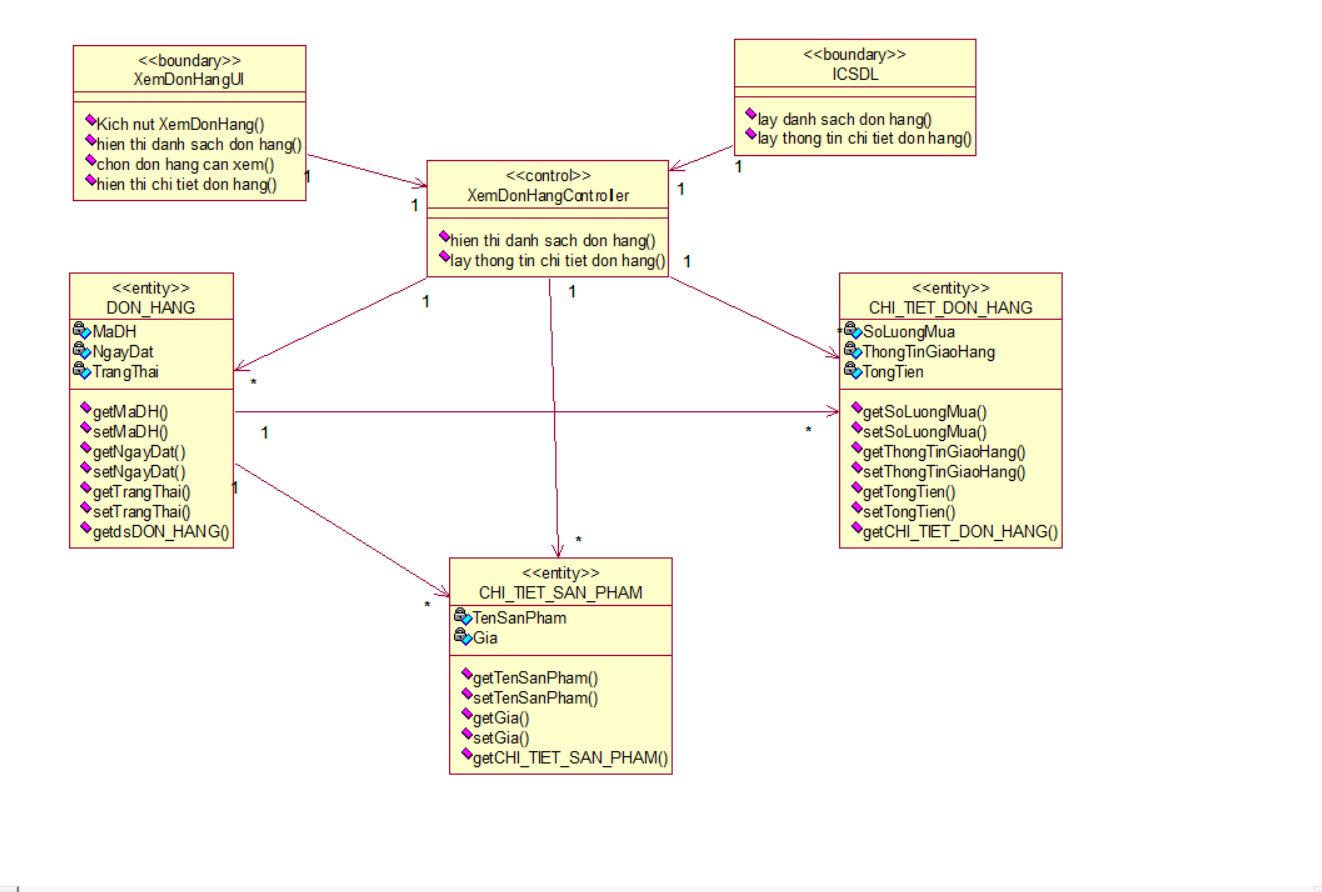 <<boundary>>
XemDonHangUI
Kich nut XemDonHang()
hien thi danh sach don hang()
chon don hang can xem()
hien thi chi tiet don hang()
1
<<boundary>>
ICSDL
lay danh sach don hang()
lay thong tin chi tiet don hang()
1
<<control>>
XemDonHangController
hien thi danh sach don hang()
lay thong tin chi tiet don hang()
1
1
1
1
1
<<entity>>
DON_HANG
MaDH
NgayDat
TrangThai
getMaDH()
setMaDH()
getNgayDat()
setNgayDat()
getTrangThai()
setTrangThai()
getdsDON_HANG()
*
1
1
<<entity>>
CHI_TIET_DON_HANG
SoLuongMua
ThongTinGiaoHang
TongTien
getSoLuongMua()
setSoLuongMua()
getThongTinGiaoHang()
setThongTinGiaoHang()
getTongTien()
setTongTien()
getCHI_TIET_DON_HANG()
*
*
<<entity>>
CHI_TIET_SAN_PHAM
TenSanPham
Gia
getTenSanPham()
setTenSanPham()
getGia()
setGia()
getCHI_TIET_SAN_PHAM()
*
*